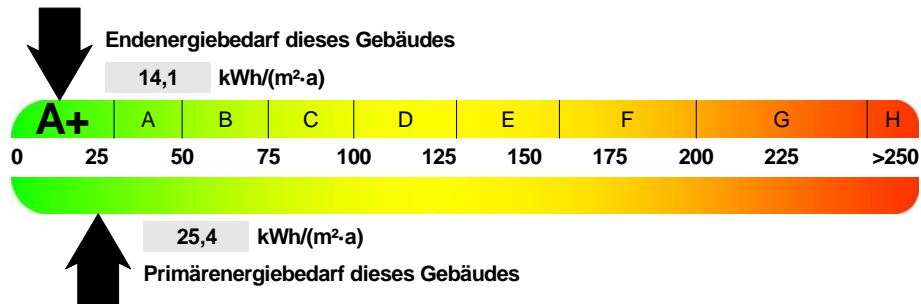 Endenergiebedarf dieses Gebäudes
14,1 kWh/(m²·a)
A+ A B C D E F G H
0 25 50 75 100 125 150 175 200 225 >250
25,4 kWh/(m²·a)
Primärenergiebedarf dieses Gebäudes